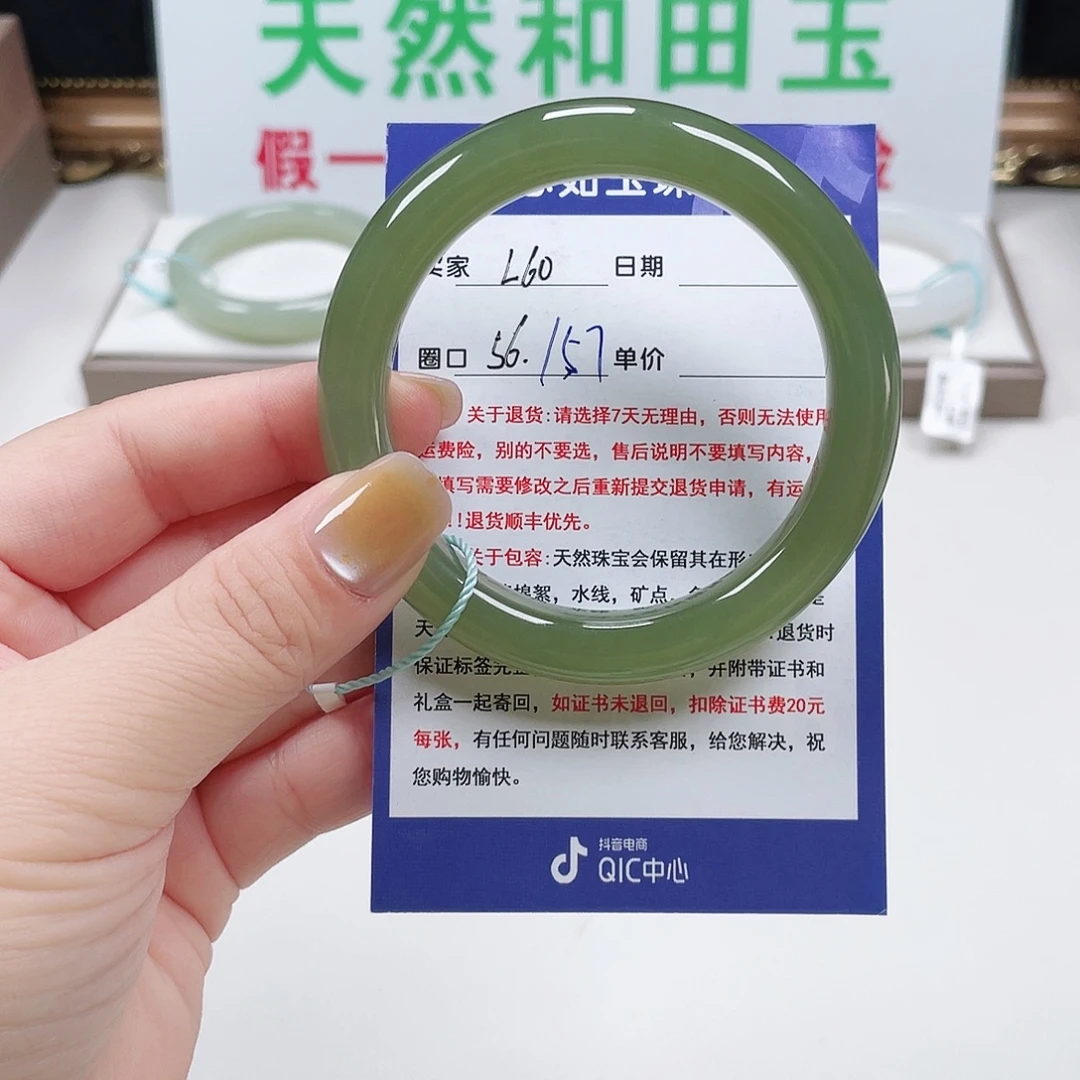 天然和田玉
假一
买家 L60 日期
圈口 56./157 单价
关于退货:请选择7天无理由，否则无法使用
运费险，别的不要选，售后说明不要填写内容，
填写需要修改之后重新提交退货申请，有运
!退货顺丰优先。
关于包容:天然珠宝会保留其在形
棉絮，水线，矿点、
天 退货时
保证标签完 并附带证书和
礼盒一起寄回，如证书未退回，扣除证书费20元
每张，有任何问题随时联系客服，给您解决，祝
您购物愉快。
抖音电商
QIC中心